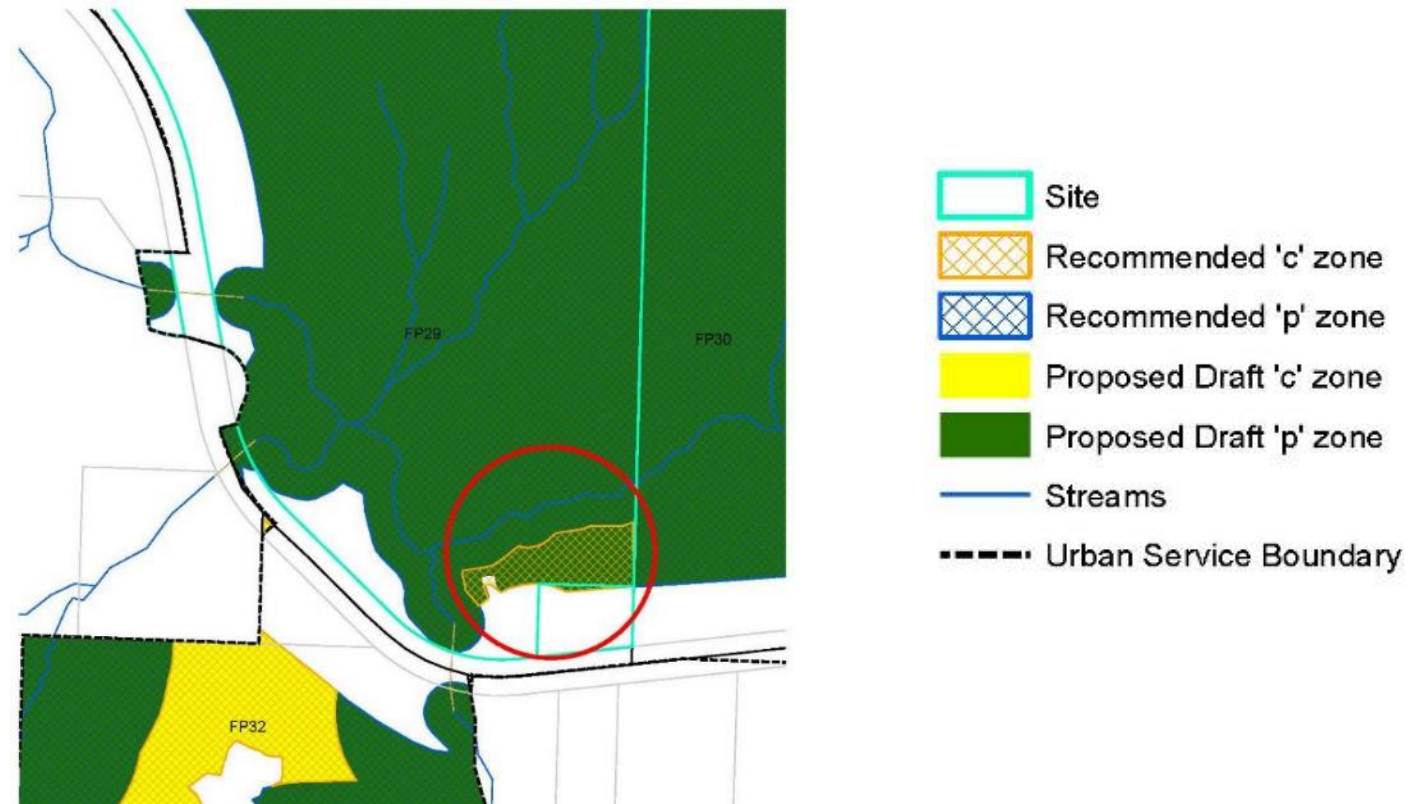 FP29
FP30
FP32
Site
Recommended 'c' zone
Recommended 'p' zone
Proposed Draft 'c' zone
Proposed Draft 'p' zone
Streams
Urban Service Boundary